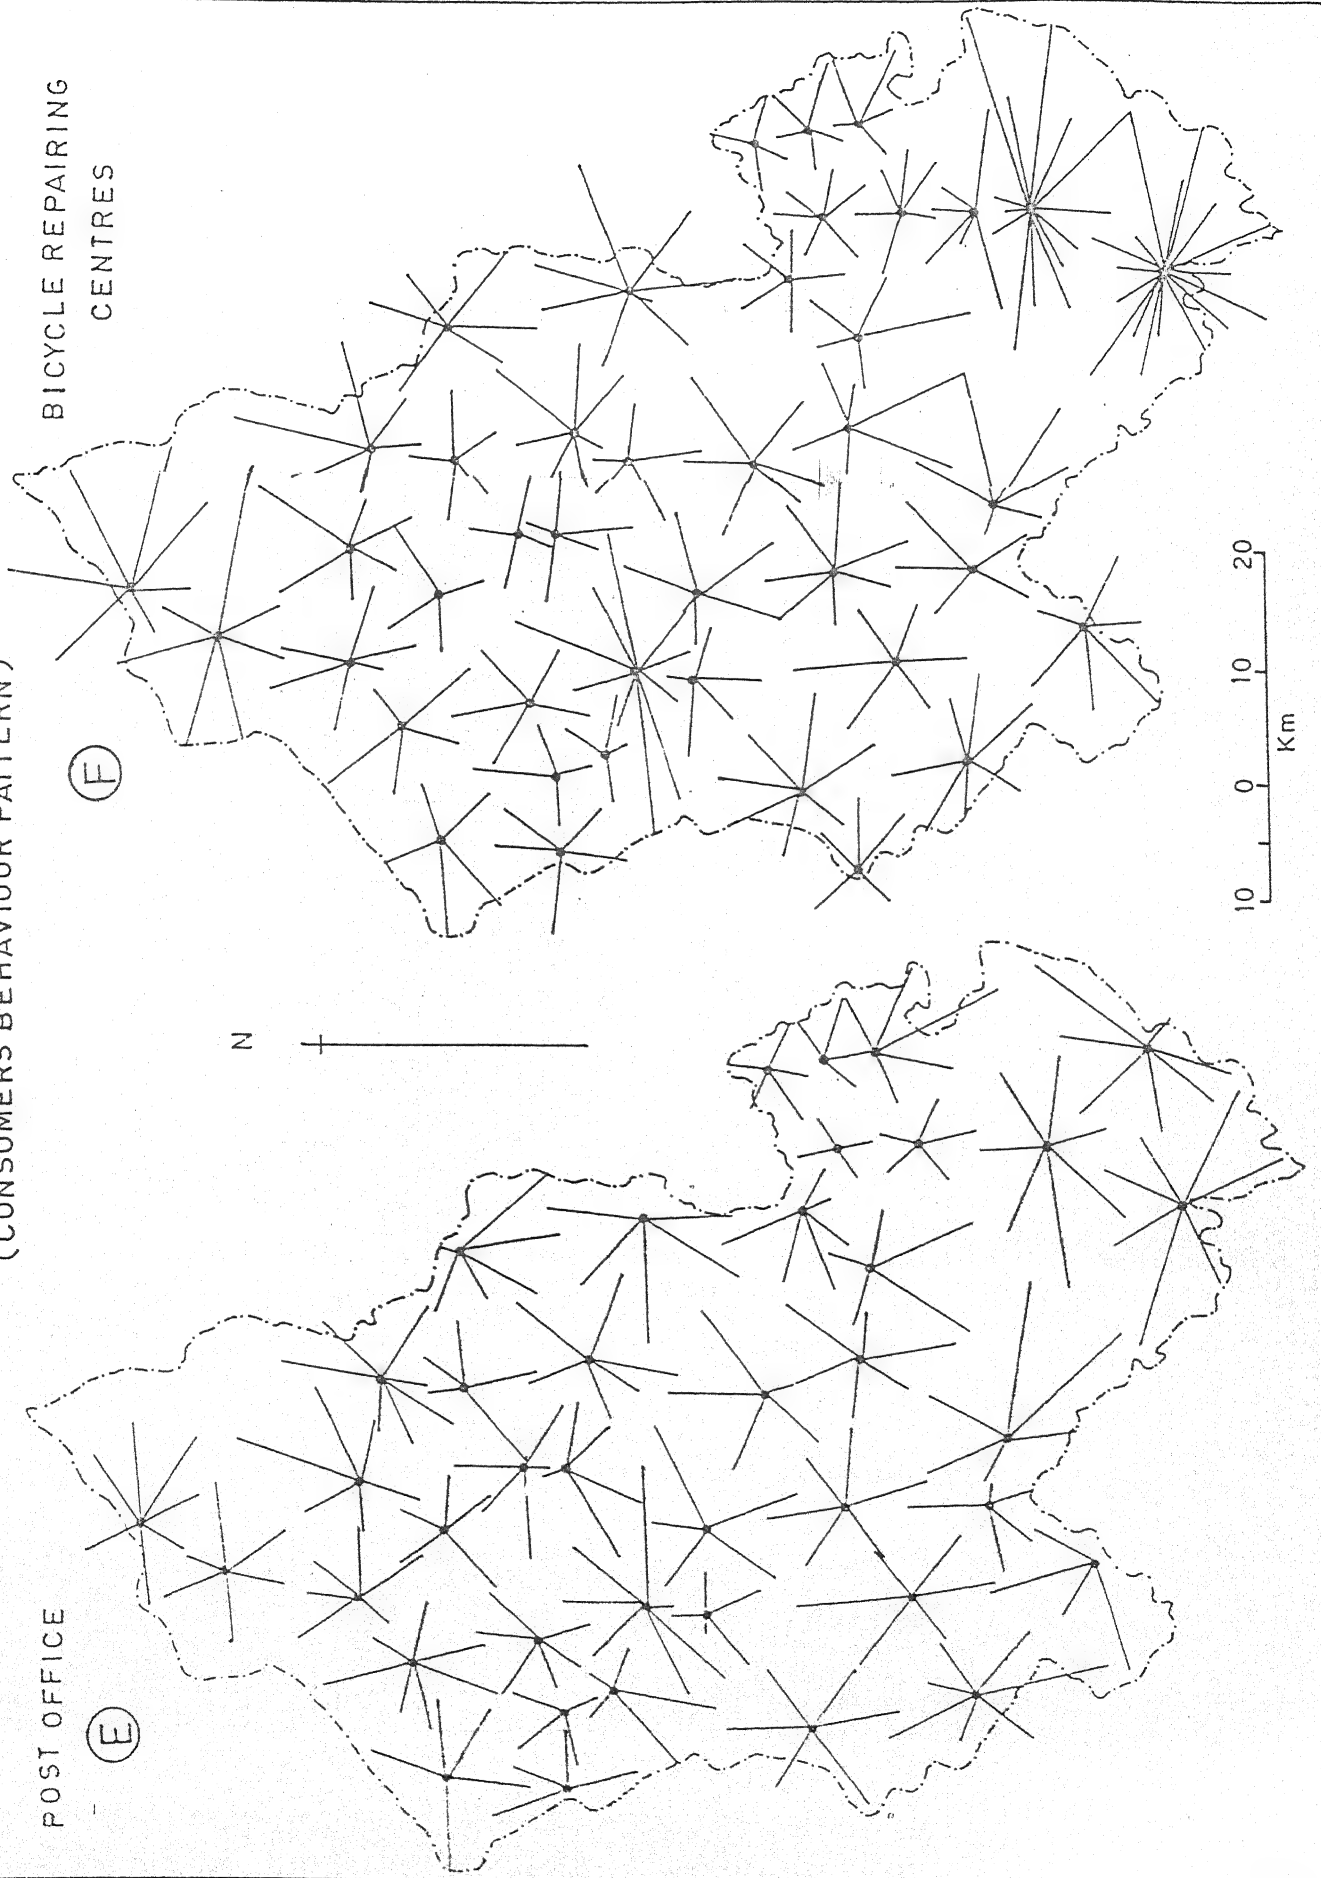 (CONSUMERS BEHAVIOUR PATTERN)
POST OFFICE
E
N
F
BICYCLE REPAIRING
CENTRES
10 0 10 20
Km